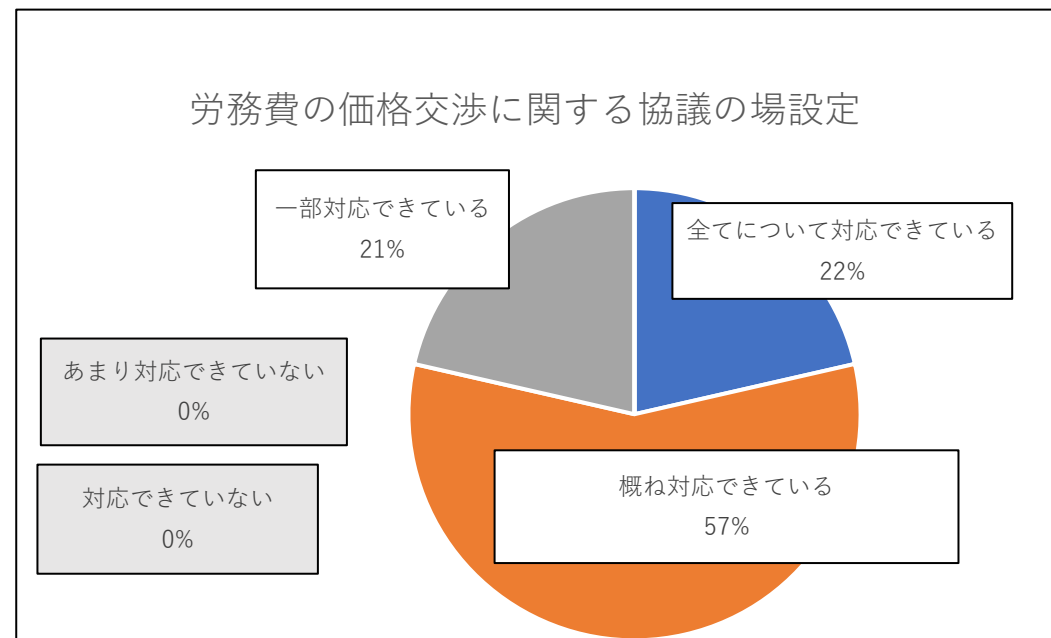 労務費の価格交渉に関する協議の場設定
一部対応できている
21%
全てについて対応できている
22%
あまり対応できていない
0%
対応できていない
0%
概ね対応できている
57%